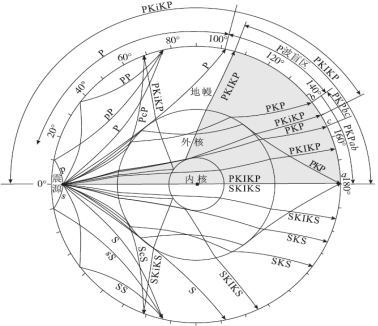 PKiKP
P
100°
80°
60°
40°
20°
0°
P波盲区
120°
140°
160°
180°
PKIKP
PKPbc
PKPab
PP
pP
P
PcP
PKiKP
地幔
PKIKP
外核
内核
PKP
PKiKP
PKP
PKIKP
PKP
PKIKP
SKIKS
震源
p
s
SKIKS
SKS
SKS
SKIKS
S
sS
SS
ScS
SKiKS
S